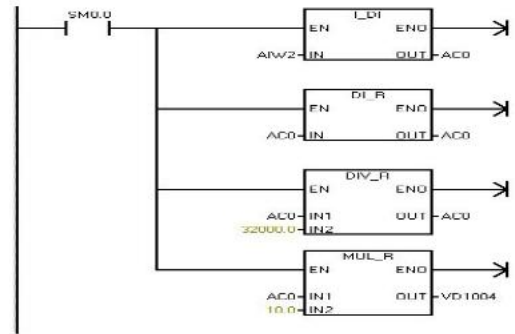 SM0.0
I_DI
EN ENO
AIW2 IN OUT AC0
DI_R
EN ENO
AC0 IN OUT AC0
DIV_R
EN ENO
AC0 IN1 OUT AC0
32000.0 IN2
MUL_R
EN ENO
AC0 IN1 OUT VD1004
10.0 IN2